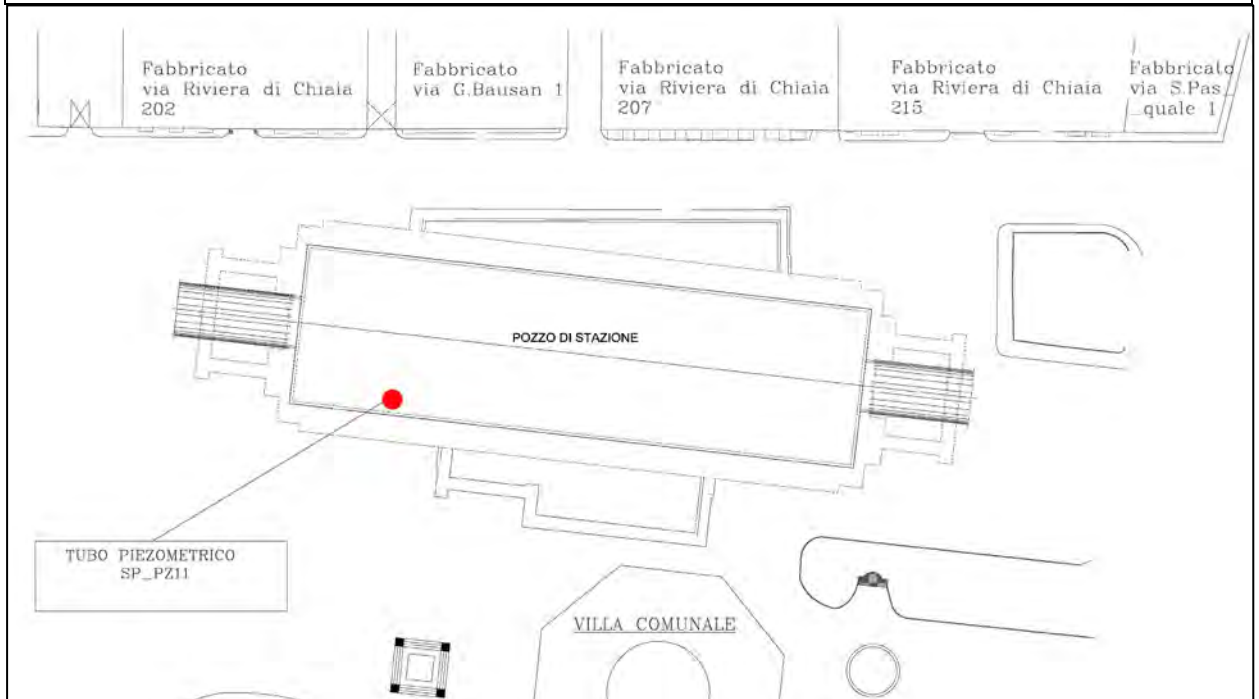 Fabbricato
via Riviera di Chiaia
202
Fabbricato
via G.Bausan 1
Fabbricato
via Riviera di Chiaia
207
Fabbricato
via Riviera di Chiaia
215
Fabbricato
via S.Pas_
quale 1
POZZO DI STAZIONE
TUBO PIEZOMETRICO
SP_PZ11
VILLA COMUNALE